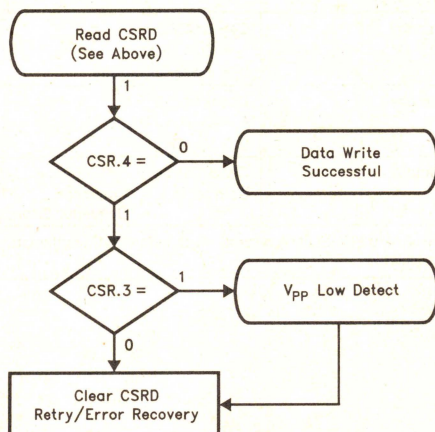 Read CSRD
(See Above)
1
CSR.4 =
0
Data Write
Successful
1
CSR.3 =
1
VPP Low Detect
0
Clear CSRD
Retry/Error Recovery